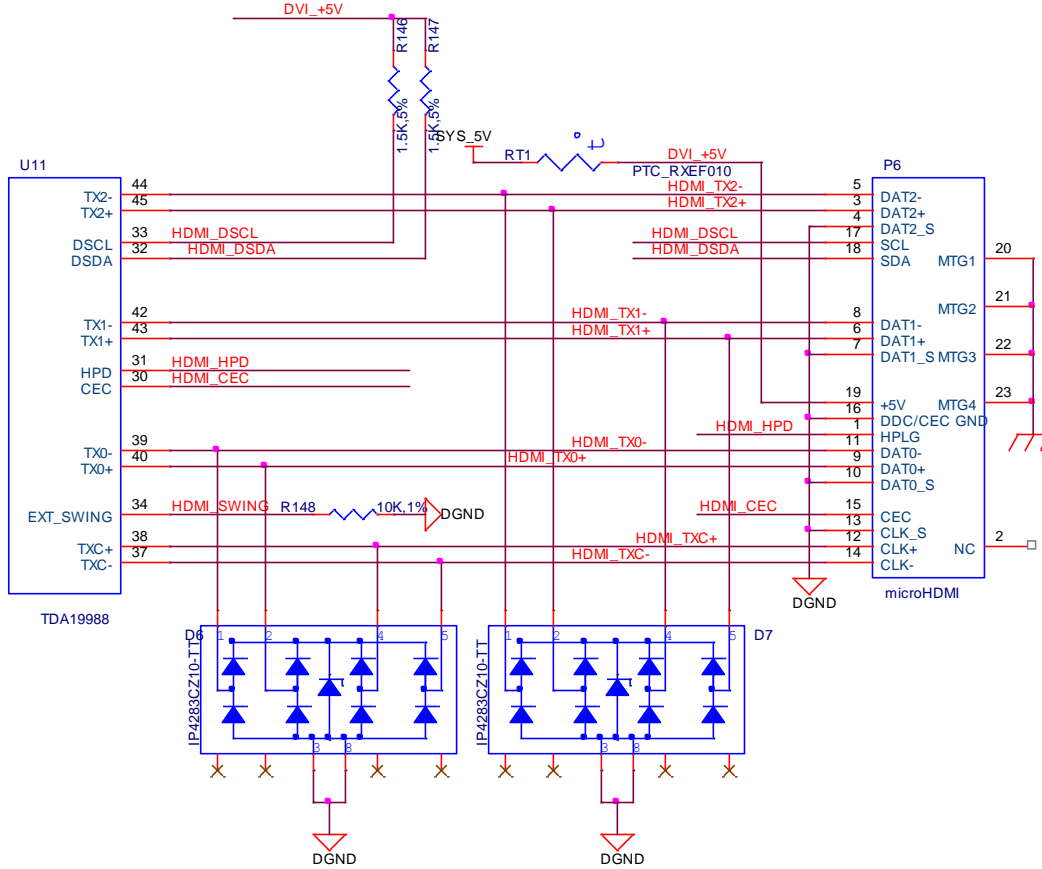 DVI_+5V
R146
R147
1.5K,5%
1.5K,5%
SYS_5V
RT1
t°
DVI_+5V
PTC_RXEF010
U11
P6
44
TX2-
HDMI_TX2-
5
DAT2-
45
TX2+
HDMI_TX2+
3
DAT2+
4
DAT2_S
33
DSCL
HDMI_DSCL
HDMI_DSCL
17
SCL
32
DSDA
HDMI_DSDA
HDMI_DSDA
18
SDA
MTG1
20
MTG2
21
42
TX1-
HDMI_TX1-
8
DAT1-
43
TX1+
HDMI_TX1+
6
DAT1+
7
DAT1_S
MTG3
22
31
HPD
HDMI_HPD
30
CEC
HDMI_CEC
19
+5V
MTG4
23
16
DDC/CEC GND
HDMI_HPD
1
HPLG
39
TX0-
HDMI_TX0-
11
DAT0-
40
TX0+
HDMI_TX0+
9
DAT0+
10
DAT0_S
34
EXT_SWING
HDMI_SWING
R148
10K,1%
DGND
HDMI_CEC
15
CEC
13
CLK_S
38
TXC+
HDMI_TXC+
12
CLK+
NC
2
37
TXC-
HDMI_TXC-
14
CLK-
DGND
microHDMI
TDA19988
D6
1
2
4
5
IP4283CZ10-TT
3
8
DGND
D7
1
2
4
5
IP4283CZ10-TT
3
8
DGND